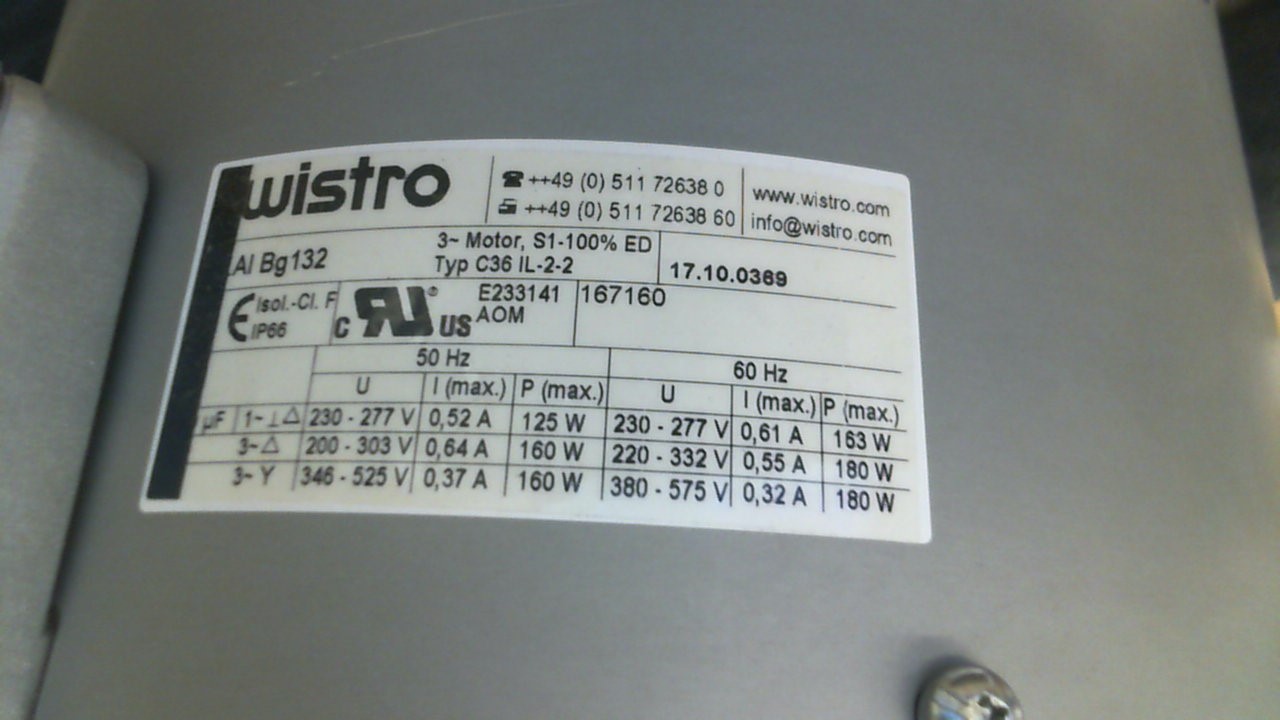 wistro
++49 (0) 511 72638 0
++49 (0) 511 72638 60
www.wistro.com
info@wistro.com
AI Bg132
3~ Motor, S1-100% ED
Typ C36 IL-2-2
17.10.0369
CE Isol.-Cl. F
IP66
C RU® US
E233141
AOM
167160
50 Hz 60 Hz
U I (max.) P (max.) U I (max.) P (max.)
µF 1~ ⊥ △ 230 - 277 V 0,52 A 125 W 230 - 277 V 0,61 A 163 W
3~ △ 200 - 303 V 0,64 A 160 W 220 - 332 V 0,55 A 180 W
3~ Y 346 - 525 V 0,37 A 160 W 380 - 575 V 0,32 A 180 W